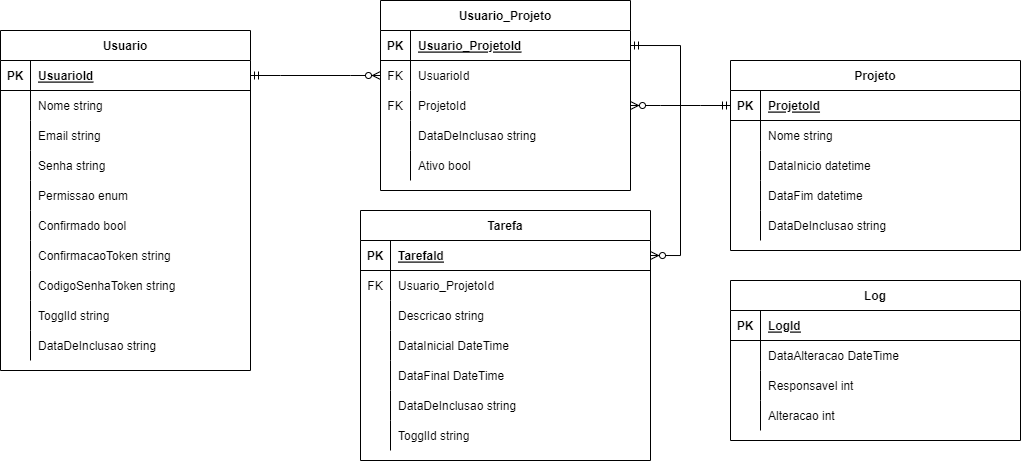 Usuario
PK UsuarioId
Nome string
Email string
Senha string
Permissao enum
Confirmado bool
ConfirmacaoToken string
CodigoSenhaToken string
TogglId string
DataDeInclusao string
Usuario_Projeto
PK Usuario_ProjetoId
FK UsuarioId
FK ProjetoId
DataDeInclusao string
Ativo bool
Projeto
PK ProjetoId
Nome string
DataInicio datetime
DataFim datetime
DataDeInclusao string
Tarefa
PK TarefaId
FK Usuario_ProjetoId
Descricao string
DataInicial DateTime
DataFinal DateTime
DataDeInclusao string
TogglId string
Log
PK LogId
DataAlteracao DateTime
Responsavel int
Alteracao int